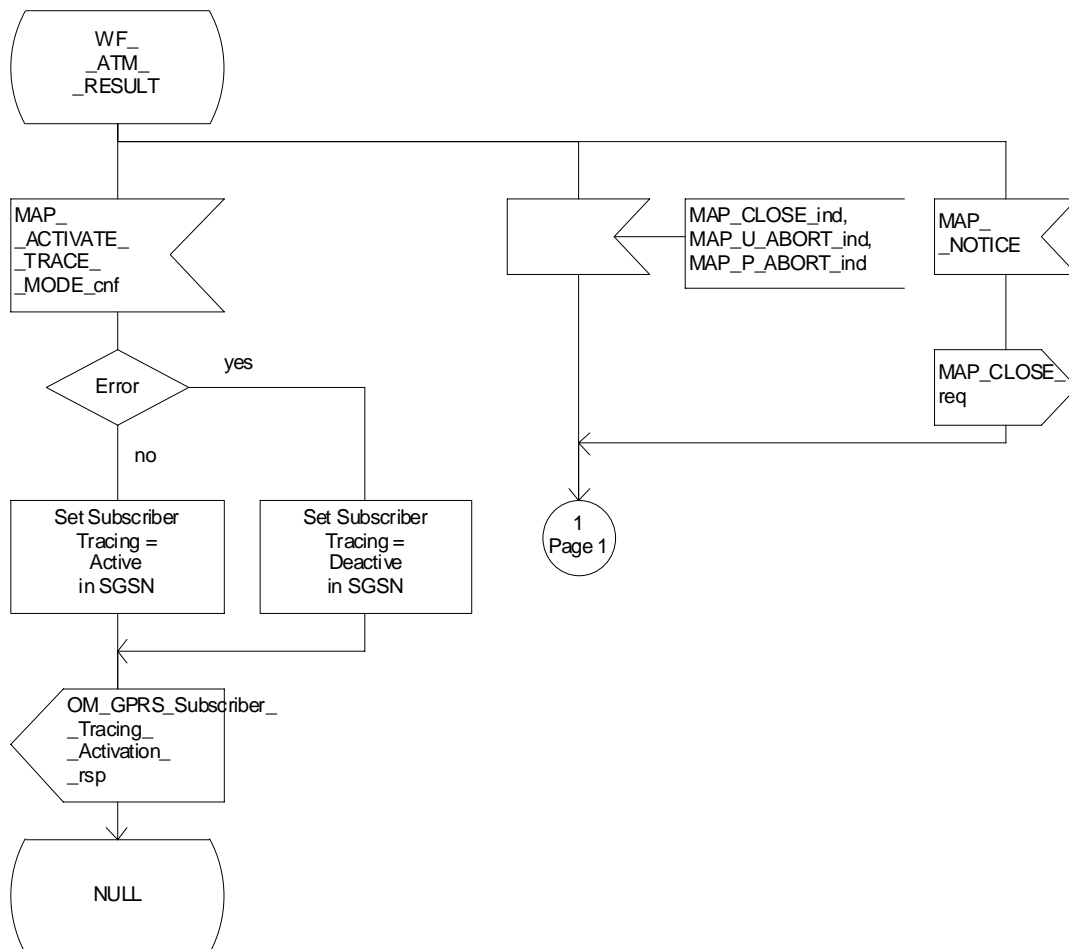 WF_
_ATM_
_RESULT
MAP_
_ACTIVATE_
_TRACE_
_MODE_cnf
MAP_CLOSE_ind,
MAP_U_ABORT_ind,
MAP_P_ABORT_ind
MAP_
_NOTICE
Error
yes
no
MAP_CLOSE_
req
Set Subscriber
Tracing =
Active
in SGSN
Set Subscriber
Tracing =
Deactive
in SGSN
1
Page 1
OM_GPRS_Subscriber_
_Tracing_
_Activation_
_rsp
NULL